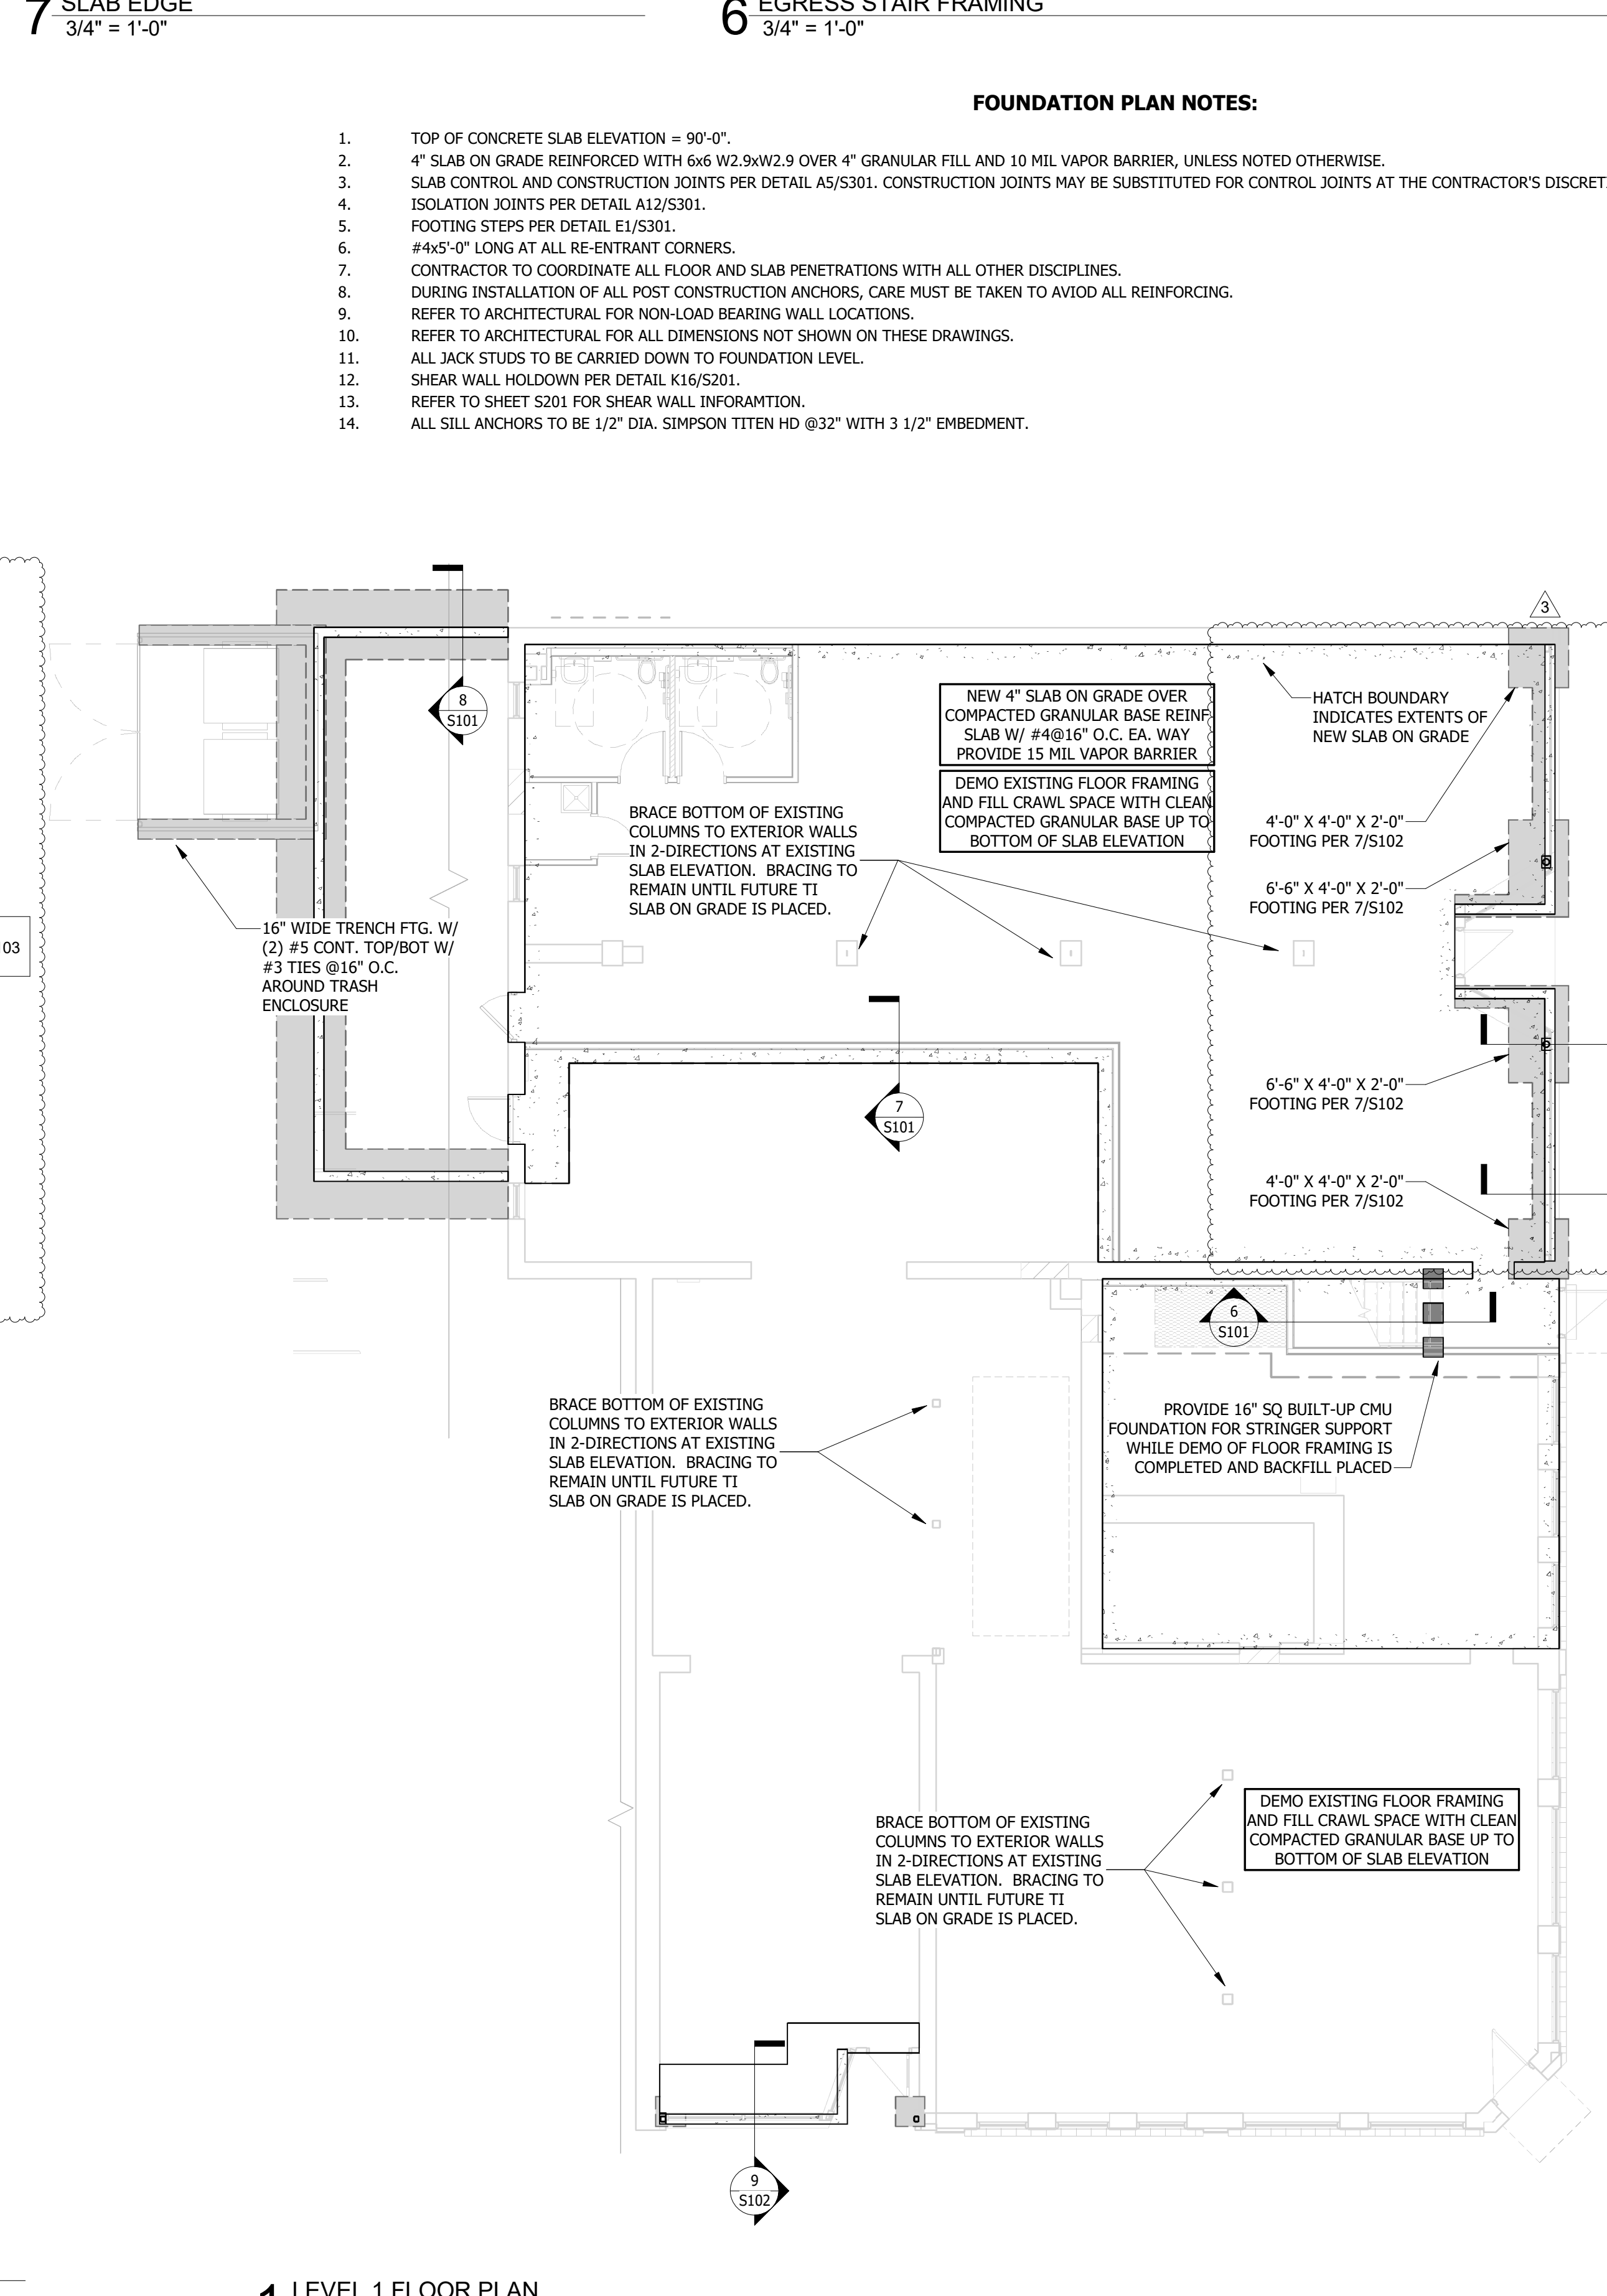 7 SLAB EDGE
3/4" = 1'-0"
6 EGRESS STAIR FRAMING
3/4" = 1'-0"
FOUNDATION PLAN NOTES:
1. TOP OF CONCRETE SLAB ELEVATION = 90'-0".
2. 4" SLAB ON GRADE REINFORCED WITH 6x6 W2.9xW2.9 OVER 4" GRANULAR FILL AND 10 MIL VAPOR BARRIER, UNLESS NOTED OTHERWISE.
3. SLAB CONTROL AND CONSTRUCTION JOINTS PER DETAIL A5/S301. CONSTRUCTION JOINTS MAY BE SUBSTITUTED FOR CONTROL JOINTS AT THE CONTRACTOR'S DISCRET
4. ISOLATION JOINTS PER DETAIL A12/S301.
5. FOOTING STEPS PER DETAIL E1/S301.
6. #4x5'-0" LONG AT ALL RE-ENTRANT CORNERS.
7. CONTRACTOR TO COORDINATE ALL FLOOR AND SLAB PENETRATIONS WITH ALL OTHER DISCIPLINES.
8. DURING INSTALLATION OF ALL POST CONSTRUCTION ANCHORS, CARE MUST BE TAKEN TO AVIOD ALL REINFORCING.
9. REFER TO ARCHITECTURAL FOR NON-LOAD BEARING WALL LOCATIONS.
10. REFER TO ARCHITECTURAL FOR ALL DIMENSIONS NOT SHOWN ON THESE DRAWINGS.
11. ALL JACK STUDS TO BE CARRIED DOWN TO FOUNDATION LEVEL.
12. SHEAR WALL HOLDOWN PER DETAIL K16/S201.
13. REFER TO SHEET S201 FOR SHEAR WALL INFORAMTION.
14. ALL SILL ANCHORS TO BE 1/2" DIA. SIMPSON TITEN HD @32" WITH 3 1/2" EMBEDMENT.
3
8
S101
NEW 4" SLAB ON GRADE OVER
COMPACTED GRANULAR BASE REINF
SLAB W/ #4@16" O.C. EA. WAY
PROVIDE 15 MIL VAPOR BARRIER
HATCH BOUNDARY
INDICATES EXTENTS OF
NEW SLAB ON GRADE
DEMO EXISTING FLOOR FRAMING
AND FILL CRAWL SPACE WITH CLEAN
COMPACTED GRANULAR BASE UP TO
BOTTOM OF SLAB ELEVATION
BRACE BOTTOM OF EXISTING
COLUMNS TO EXTERIOR WALLS
IN 2-DIRECTIONS AT EXISTING
SLAB ELEVATION. BRACING TO
REMAIN UNTIL FUTURE TI
SLAB ON GRADE IS PLACED.
4'-0" X 4'-0" X 2'-0"
FOOTING PER 7/S102
6'-6" X 4'-0" X 2'-0"
FOOTING PER 7/S102
03
16" WIDE TRENCH FTG. W/
(2) #5 CONT. TOP/BOT W/
#3 TIES @16" O.C.
AROUND TRASH
ENCLOSURE
7
S101
6'-6" X 4'-0" X 2'-0"
FOOTING PER 7/S102
4'-0" X 4'-0" X 2'-0"
FOOTING PER 7/S102
6
S101
BRACE BOTTOM OF EXISTING
COLUMNS TO EXTERIOR WALLS
IN 2-DIRECTIONS AT EXISTING
SLAB ELEVATION. BRACING TO
REMAIN UNTIL FUTURE TI
SLAB ON GRADE IS PLACED.
PROVIDE 16" SQ BUILT-UP CMU
FOUNDATION FOR STRINGER SUPPORT
WHILE DEMO OF FLOOR FRAMING IS
COMPLETED AND BACKFILL PLACED
BRACE BOTTOM OF EXISTING
COLUMNS TO EXTERIOR WALLS
IN 2-DIRECTIONS AT EXISTING
SLAB ELEVATION. BRACING TO
REMAIN UNTIL FUTURE TI
SLAB ON GRADE IS PLACED.
DEMO EXISTING FLOOR FRAMING
AND FILL CRAWL SPACE WITH CLEAN
COMPACTED GRANULAR BASE UP TO
BOTTOM OF SLAB ELEVATION
9
S102
1 LEVEL 1 FLOOR PLAN